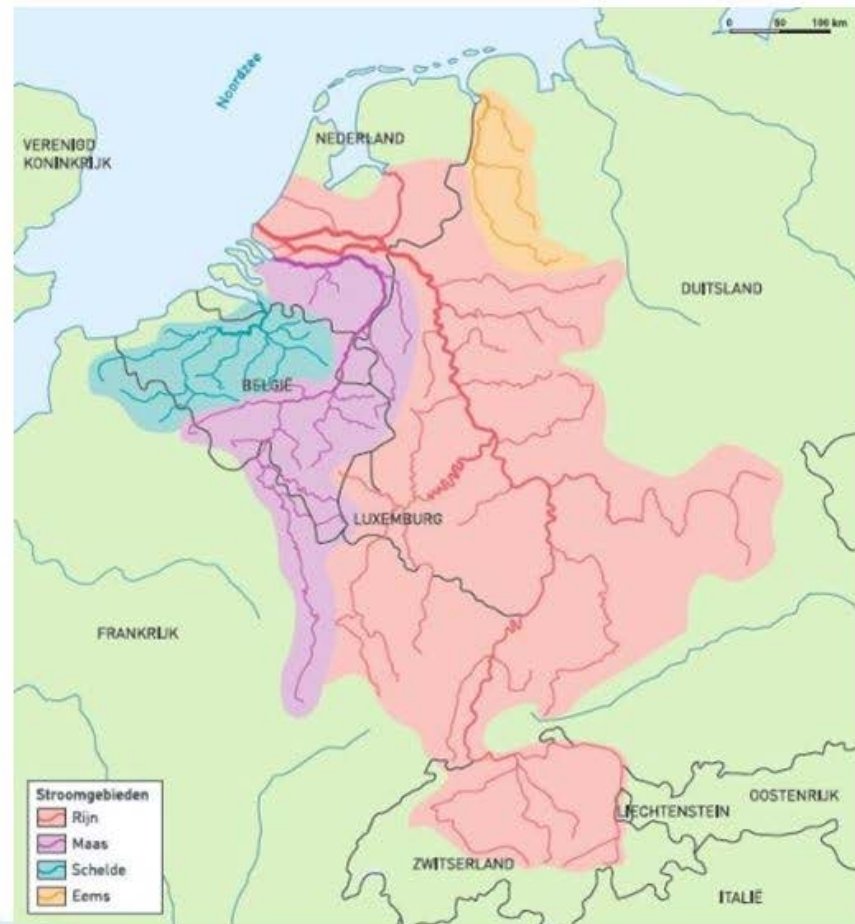 0 50 100 km
Noordzee
VERENIGD
KONINKRIJK
NEDERLAND
DUITSLAND
BELGIË
LUXEMBURG
FRANKRIJK
Stroomgebieden
Rijn
Maas
Schelde
Eems
ZWITSERLAND
LIECHTENSTEIN
OOSTENRIJK
ITALIË